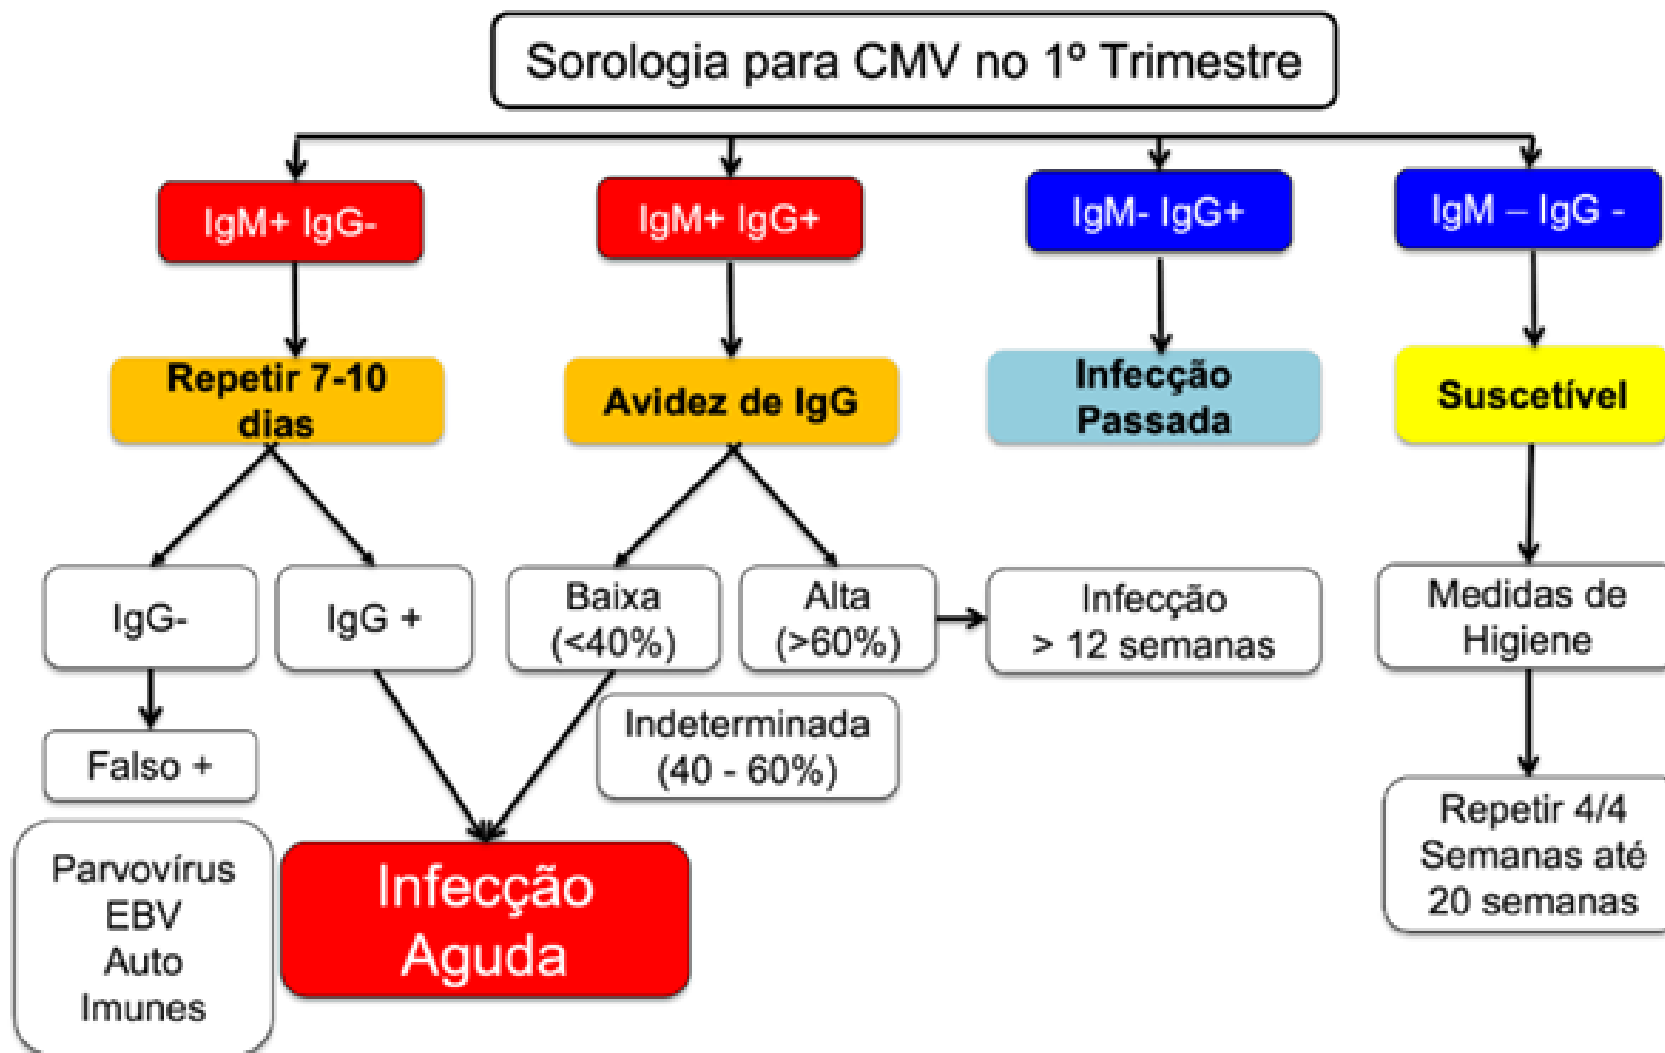 Sorologia para CMV no 1º Trimestre
IgM+ IgG-
IgM+ IgG+
IgM- IgG+
IgM – IgG -
Repetir 7-10
dias
Avidez de IgG
Infecção
Passada
Suscetível
IgG-
IgG +
Baixa
(<40%)
Alta
(>60%)
Infecção
> 12 semanas
Medidas de
Higiene
Falso +
Indeterminada
(40 - 60%)
Repetir 4/4
Semanas até
20 semanas
Parvovírus
EBV
Auto
Imunes
Infecção
Aguda